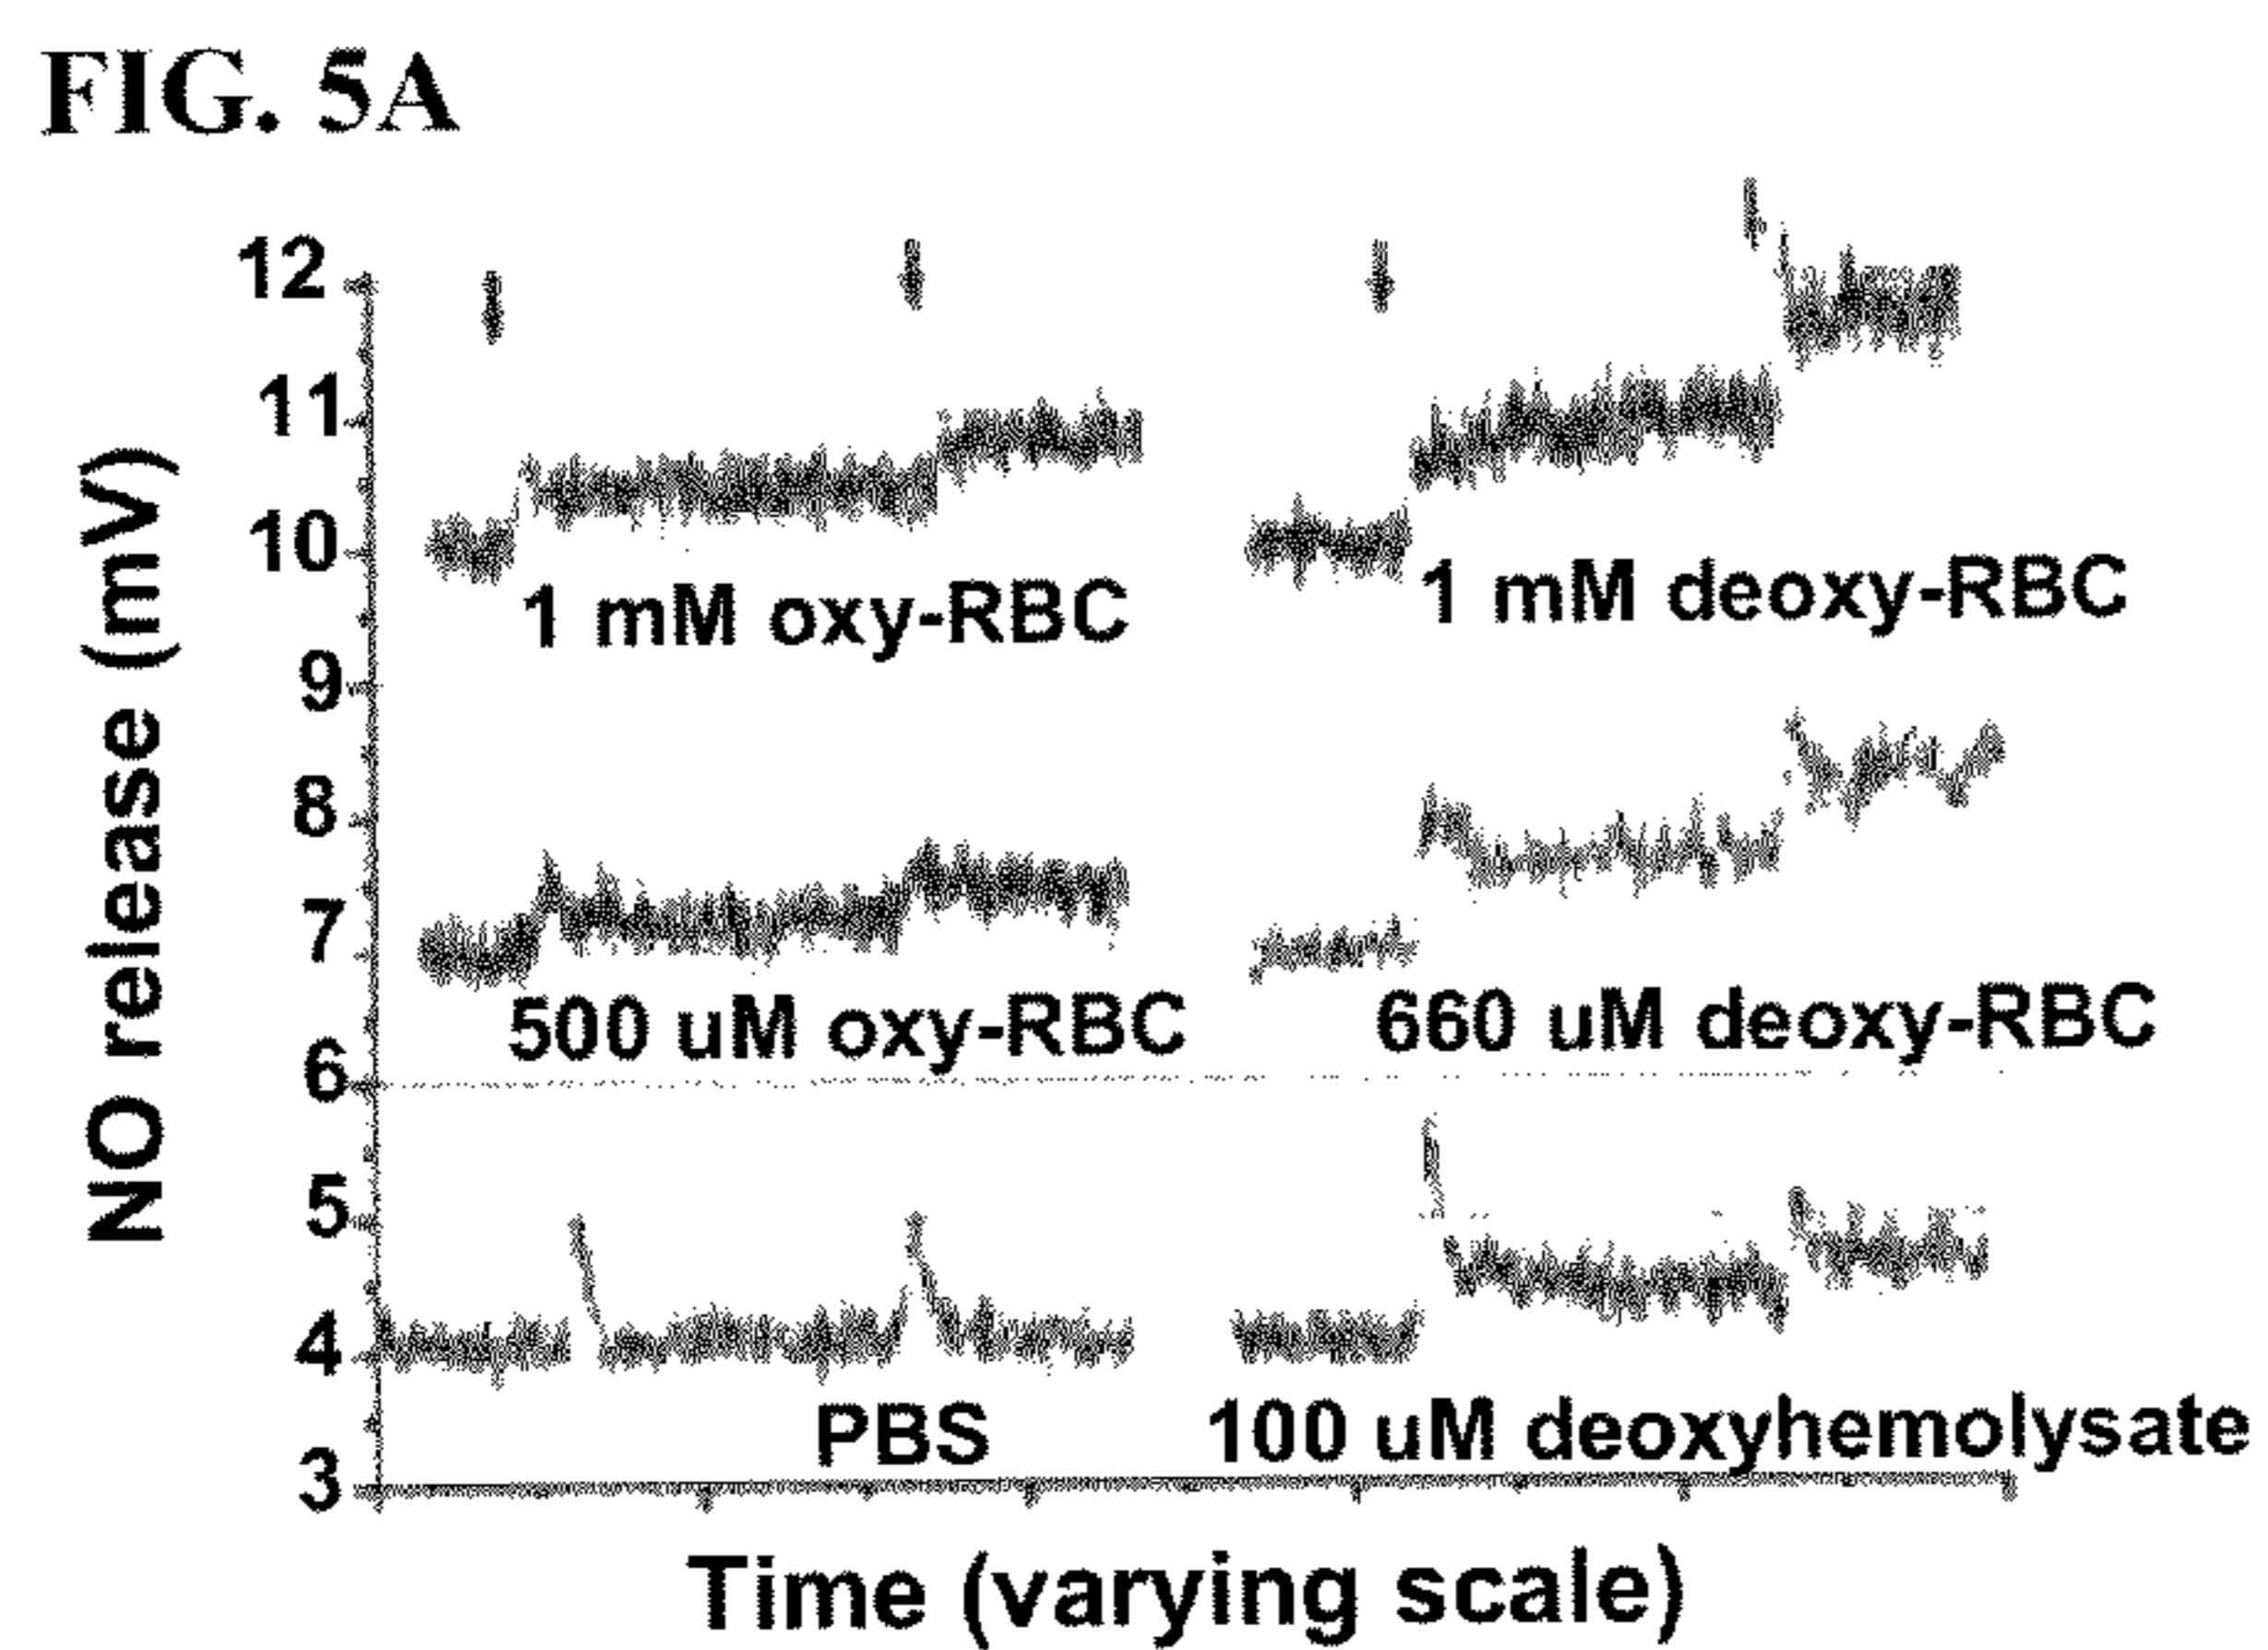 FIG. 5A
NO release (mV)
12
11
10
9
8
7
6
5
4
3
1 mM oxy-RBC
1 mM deoxy-RBC
500 uM oxy-RBC
660 uM deoxy-RBC
PBS
100 uM deoxyhemolysate
Time (varying scale)